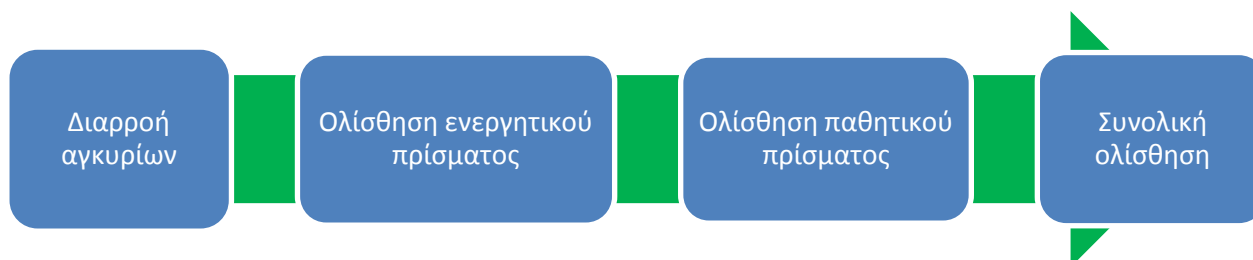 Διαρροή
αγκυρίων
Ολίσθηση ενεργητικού
πρίσματος
Ολίσθηση παθητικού
πρίσματος
Συνολική
ολίσθηση